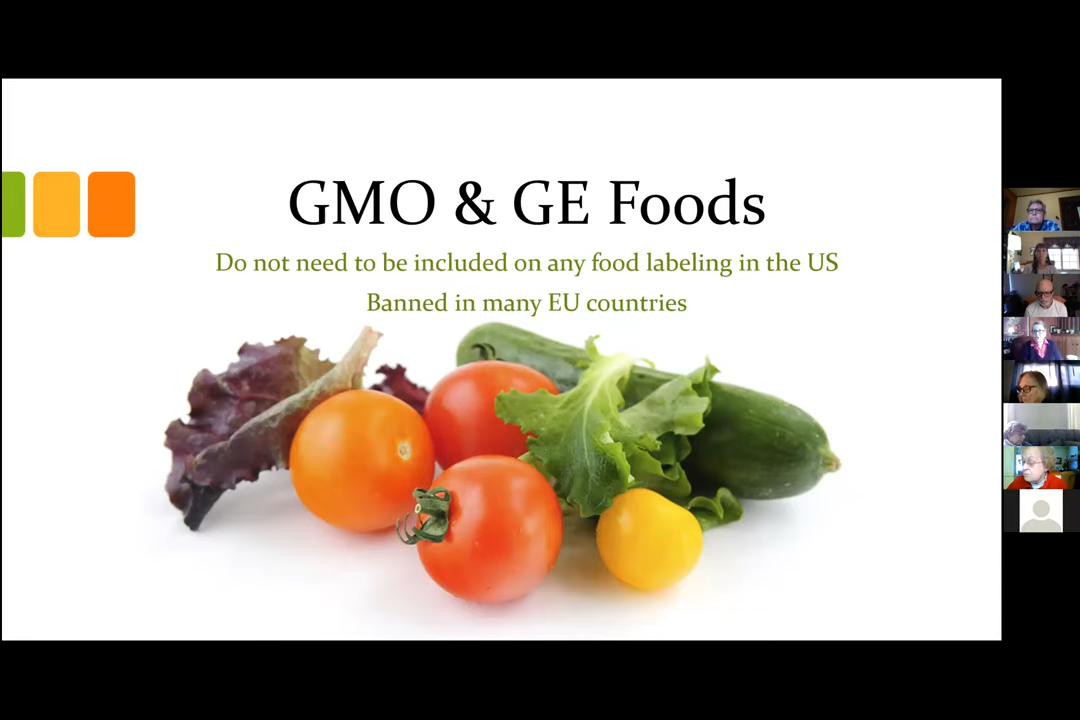 GMO & GE Foods
Do not need to be included on any food labeling in the US
Banned in many EU countries